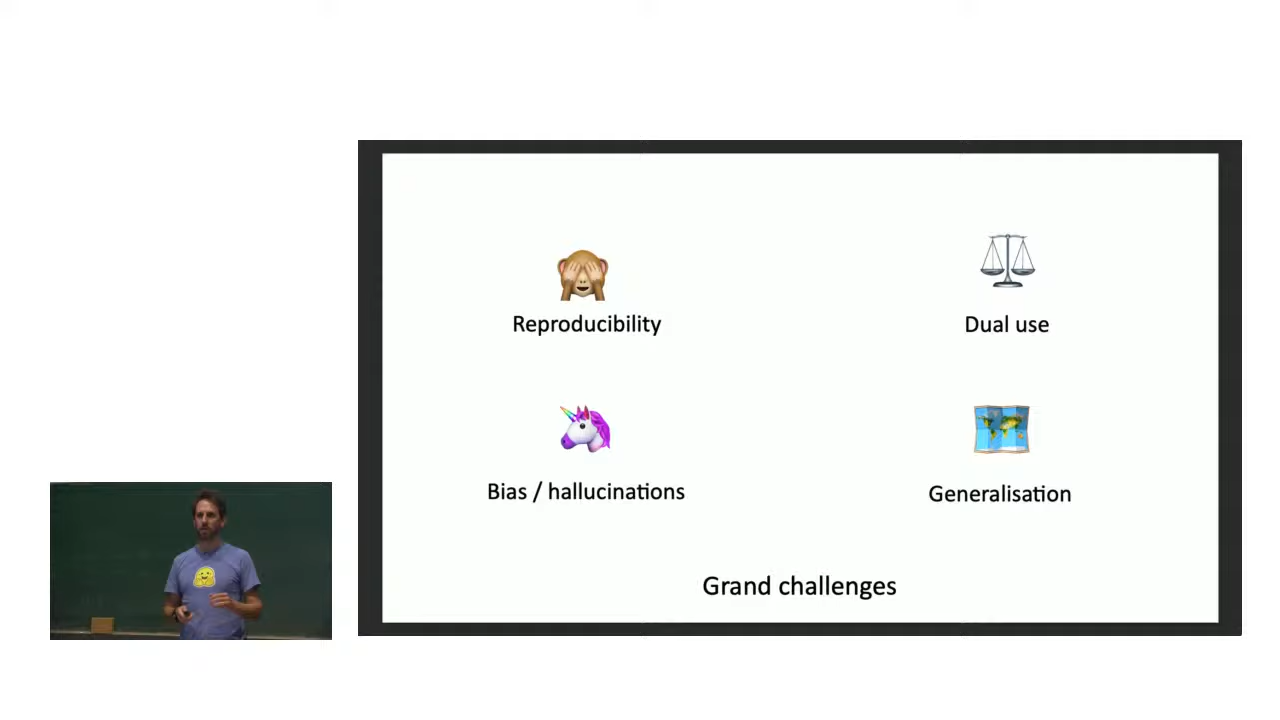 Reproducibility
Dual use
Bias / hallucinations
Generalisation
Grand challenges